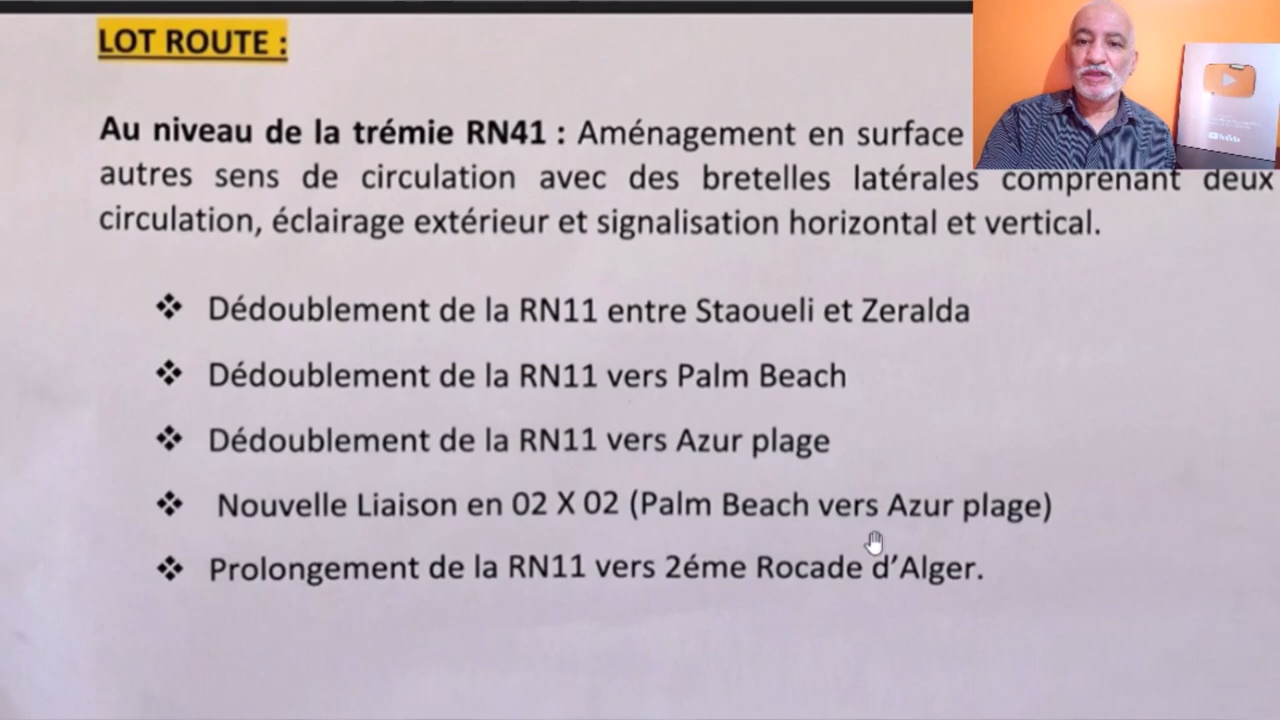 LOT ROUTE :
Au niveau de la trémie RN41 : Aménagement en surface
autres sens de circulation avec des bretelles latérales comprenant deux
circulation, éclairage extérieur et signalisation horizontal et vertical.
❖ Dédoublement de la RN11 entre Staoueli et Zeralda
❖ Dédoublement de la RN11 vers Palm Beach
❖ Dédoublement de la RN11 vers Azur plage
❖ Nouvelle Liaison en 02 X 02 (Palm Beach vers Azur plage)
❖ Prolongement de la RN11 vers 2éme Rocade d’Alger.